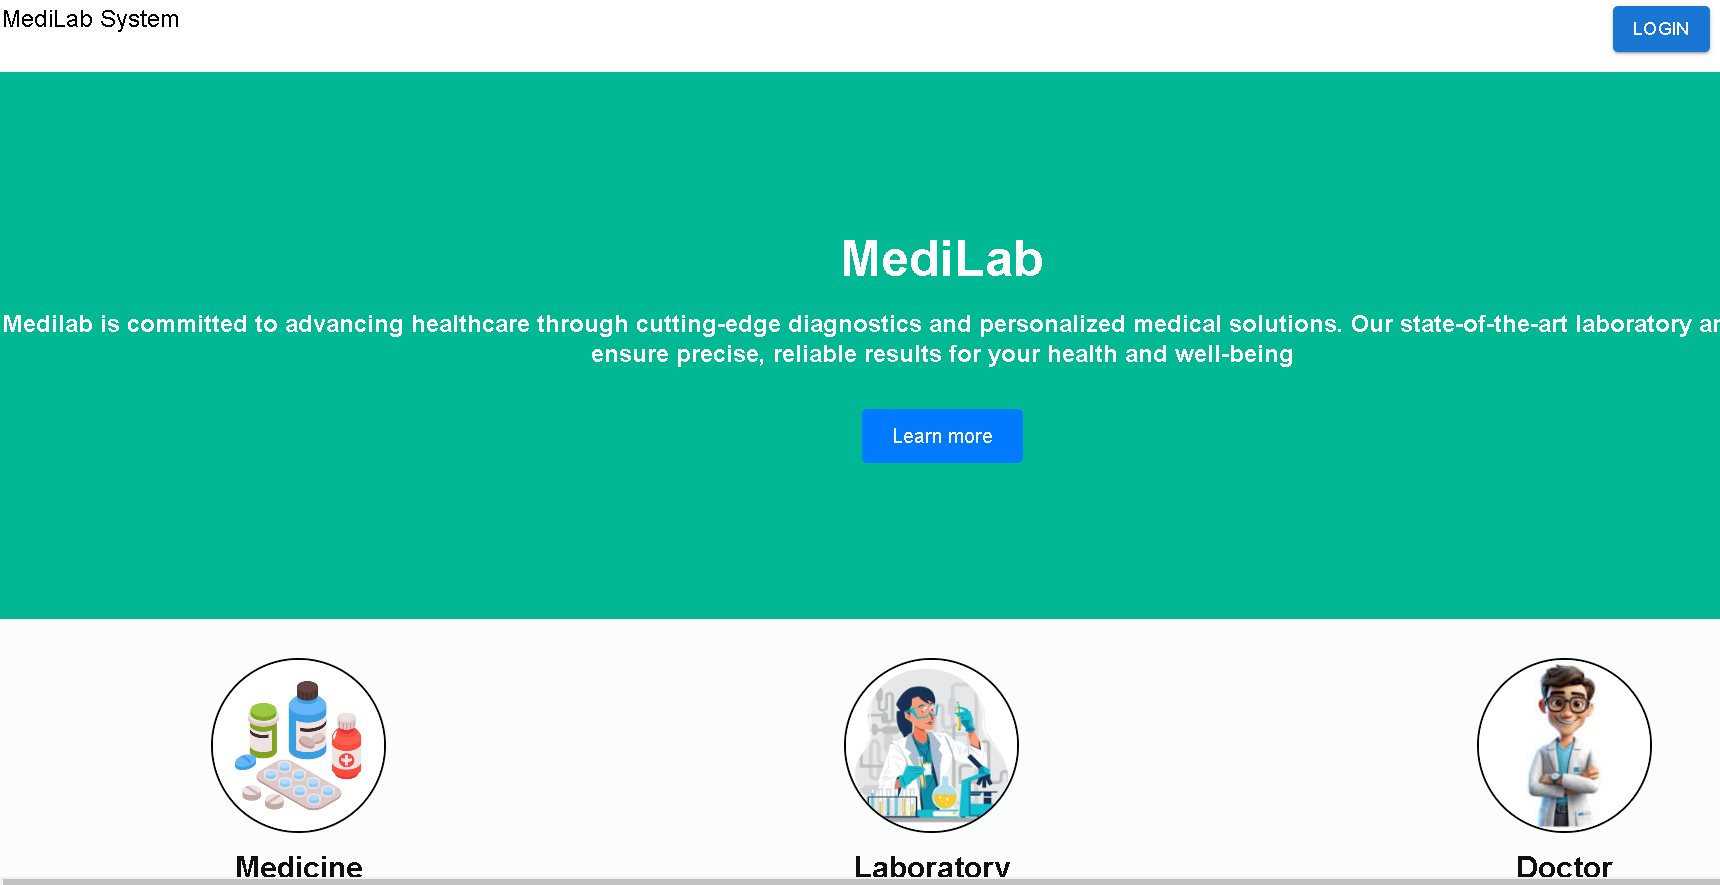 MediLab System
LOGIN
MediLab
Medilab is committed to advancing healthcare through cutting-edge diagnostics and personalized medical solutions. Our state-of-the-art laboratory
ensure precise, reliable results for your health and well-being
Learn more
Medicine
Laboratory
Doctor